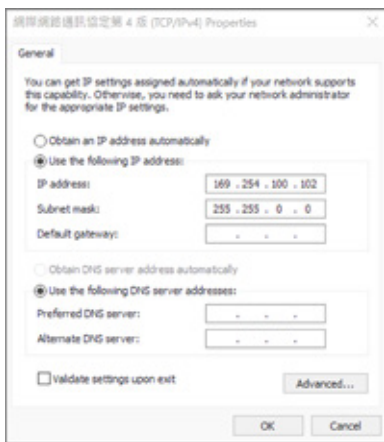 網際網路通訊協定第 4 版 (TCP/IPv4) Properties
General
You can get IP settings assigned automatically if your network supports
this capability. Otherwise, you need to ask your network administrator
for the appropriate IP settings.
Obtain an IP address automatically
Use the following IP address:
IP address: 169 . 254 . 100 . 102
Subnet mask: 255 . 255 . 0 . 0
Default gateway: . . .
Obtain DNS server address automatically
Use the following DNS server addresses:
Preferred DNS server: . . .
Alternate DNS server: . . .
Validate settings upon exit
Advanced...
OK Cancel